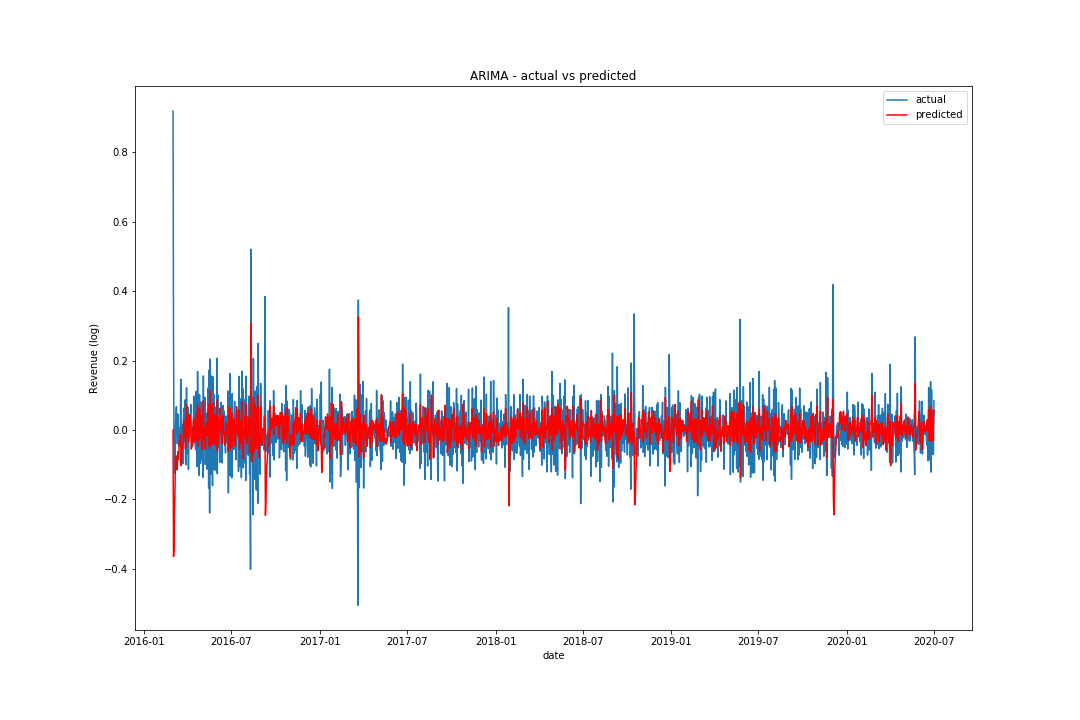 ARIMA - actual vs predicted
actual
predicted
Revenue (log)
0.8
0.6
0.4
0.2
0.0
−0.2
−0.4
2016-01 2016-07 2017-01 2017-07 2018-01 2018-07 2019-01 2019-07 2020-01 2020-07
date